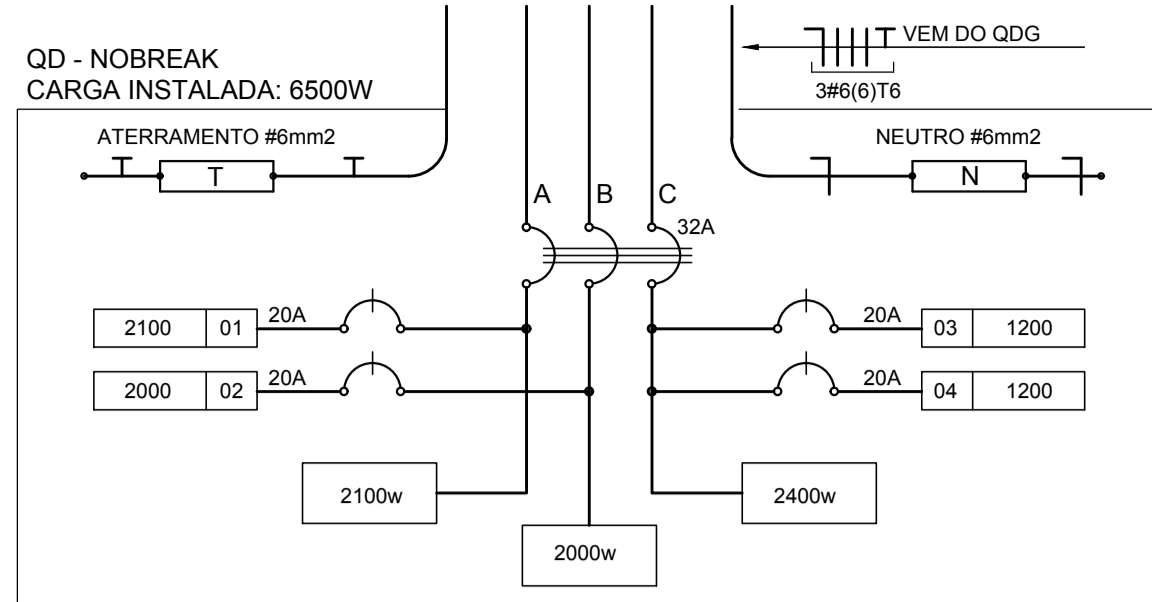 VEM DO QDG
QD - NOBREAK
CARGA INSTALADA: 6500W
3#6(6)T6
ATERRAMENTO #6mm2
NEUTRO #6mm2
T
N
A B C
32A
2100 01 20A
20A 03 1200
2000 02 20A
20A 04 1200
2100w
2400w
2000w